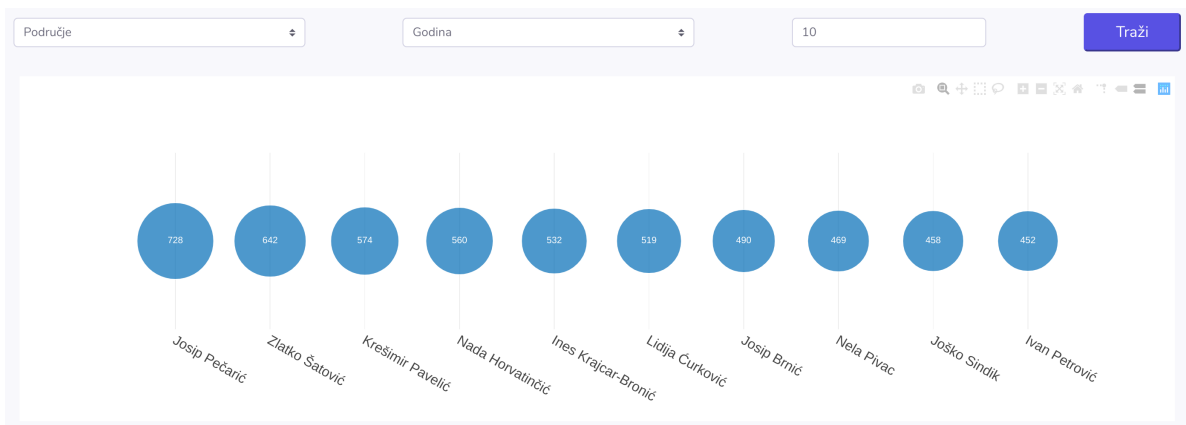 Područje
Godina
10
Traži
728
642
574
560
532
519
490
469
458
452
Josip Pečarić
Zlatko Šatović
Krešimir Pavelić
Nada Horvatinčić
Ines Krajcar-Bronić
Lidija Ćurković
Josip Brnić
Nela Pivac
Joško Sindik
Ivan Petrović